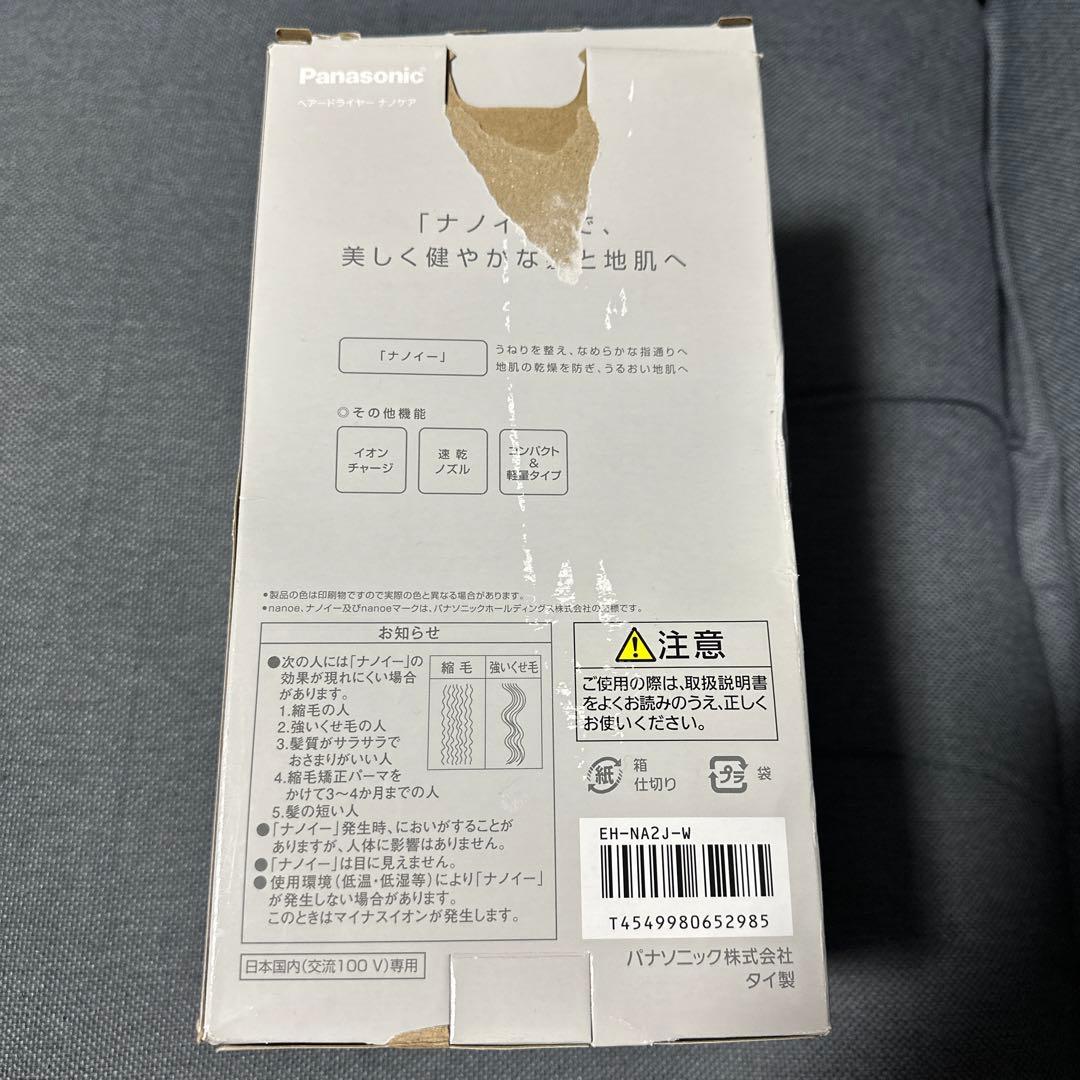 Panasonic
ヘアードライヤー ナノケア
「ナノイ で、
美しく健やかな と地肌へ
「ナノイー」
うねりを整え、なめらかな指通りへ
地肌の乾燥を防ぎ、うるおい地肌へ
◎その他機能
イオン
チャージ
速乾
ノズル
コンパクト
&
軽量タイプ
•製品の色は印刷物ですので実際の色と異なる場合があります。
•nanoe、ナノイー及びnanoeマークは、パナソニックホールディングス株式会社の商標です。
お知らせ
●次の人には「ナノイー」の
効果が現れにくい場合
があります。
1.縮毛の人
2.強いくせ毛の人
3.髪質がサラサラで
おさまりがいい人
4.縮毛矯正パーマを
かけて3〜4か月までの人
5.髪の短い人
縮毛
強いくせ毛
●「ナノイー」発生時、においがすることが
ありますが、人体に影響はありません。
●「ナノイー」は目に見えません。
●使用環境(低温・低湿等)により「ナノイー」
が発生しない場合があります。
このときはマイナスイオンが発生します。
日本国内(交流100 V)専用
注意
ご使用の際は、取扱説明書
をよくお読みのうえ、正しく
お使いください。
紙
箱
仕切り
プラ
袋
EH-NA2J-W
T4549980652985
パナソニック株式会社
タイ製